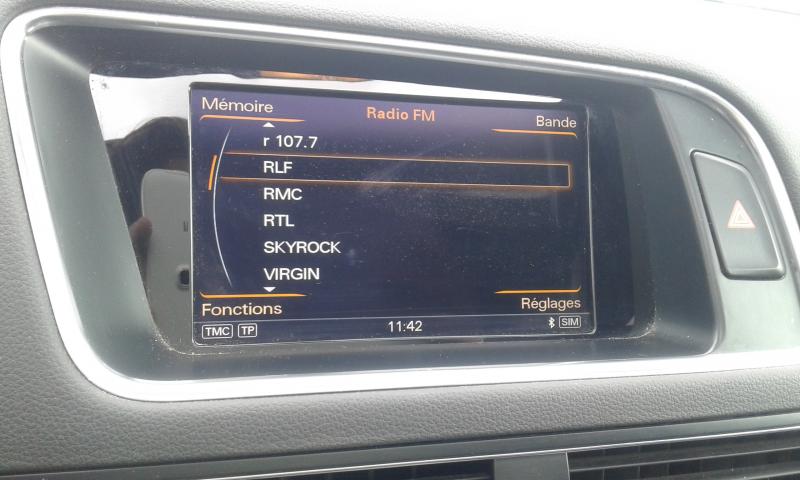 Mémoire
Radio FM
Bande
r 107.7
RLF
RMC
RTL
SKYROCK
VIRGIN
Fonctions
Réglages
TMC TP
11:42
SIM